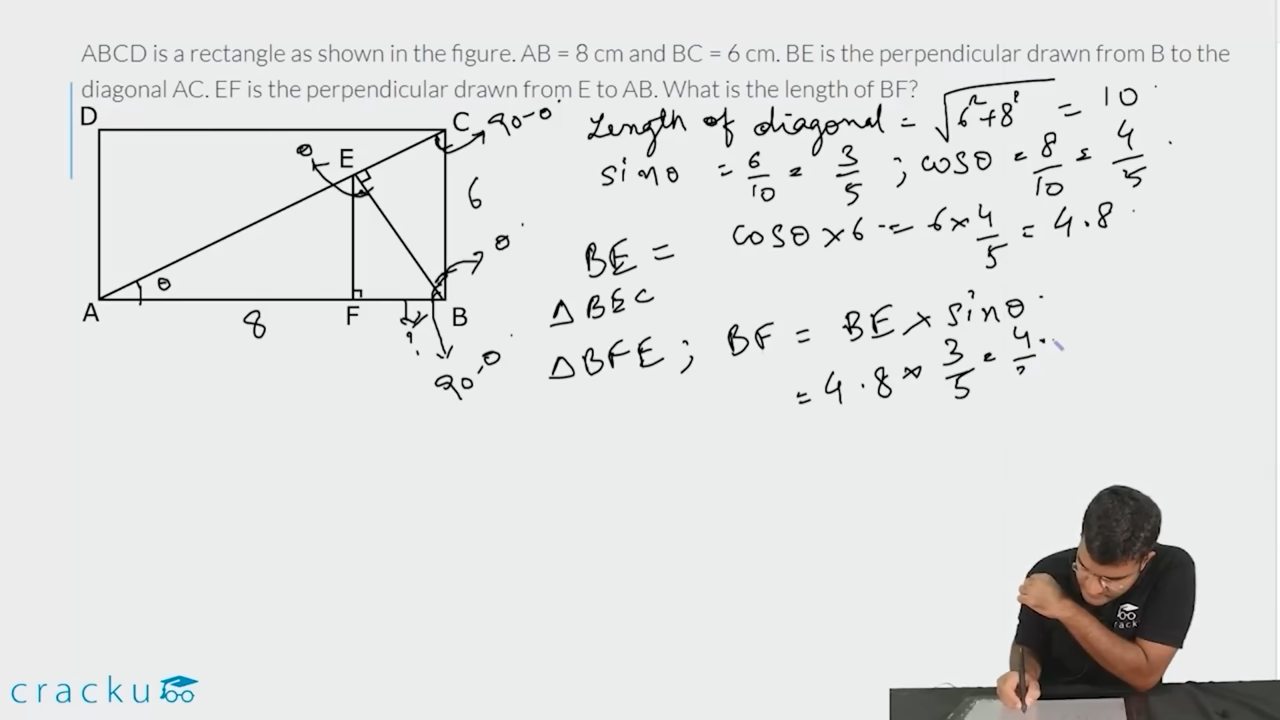 ABCD is a rectangle as shown in the figure. AB = 8 cm and BC = 6 cm. BE is the perpendicular drawn from B to the
diagonal AC. EF is the perpendicular drawn from E to AB. What is the length of BF?
D
C
90-θ
θ
E
6
θ
A
θ
8
F
?
B
90-θ
Length of diagonal = √6²+8² = 10
sinθ = 6/10 = 3/5 ; cosθ = 8/10 = 4/5
BE = cosθ×6 = 6×4/5 = 4.8
△BEC
△BFE ; BF = BE × sinθ
= 4.8 × 3/5 =
cracku
cracku